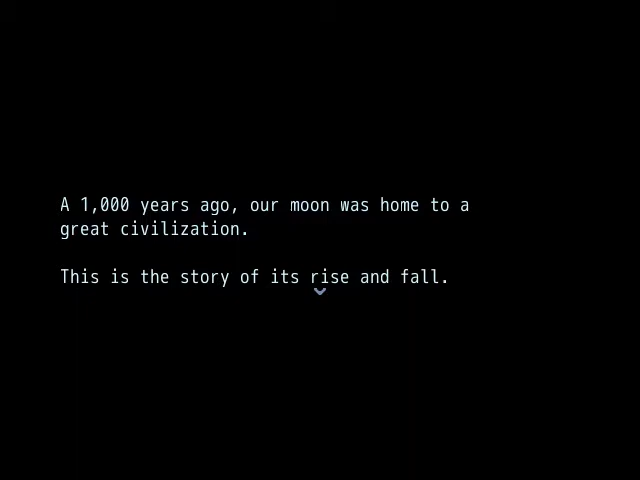 A 1,000 years ago, our moon was home to a
great civilization.
This is the story of its rise and fall.